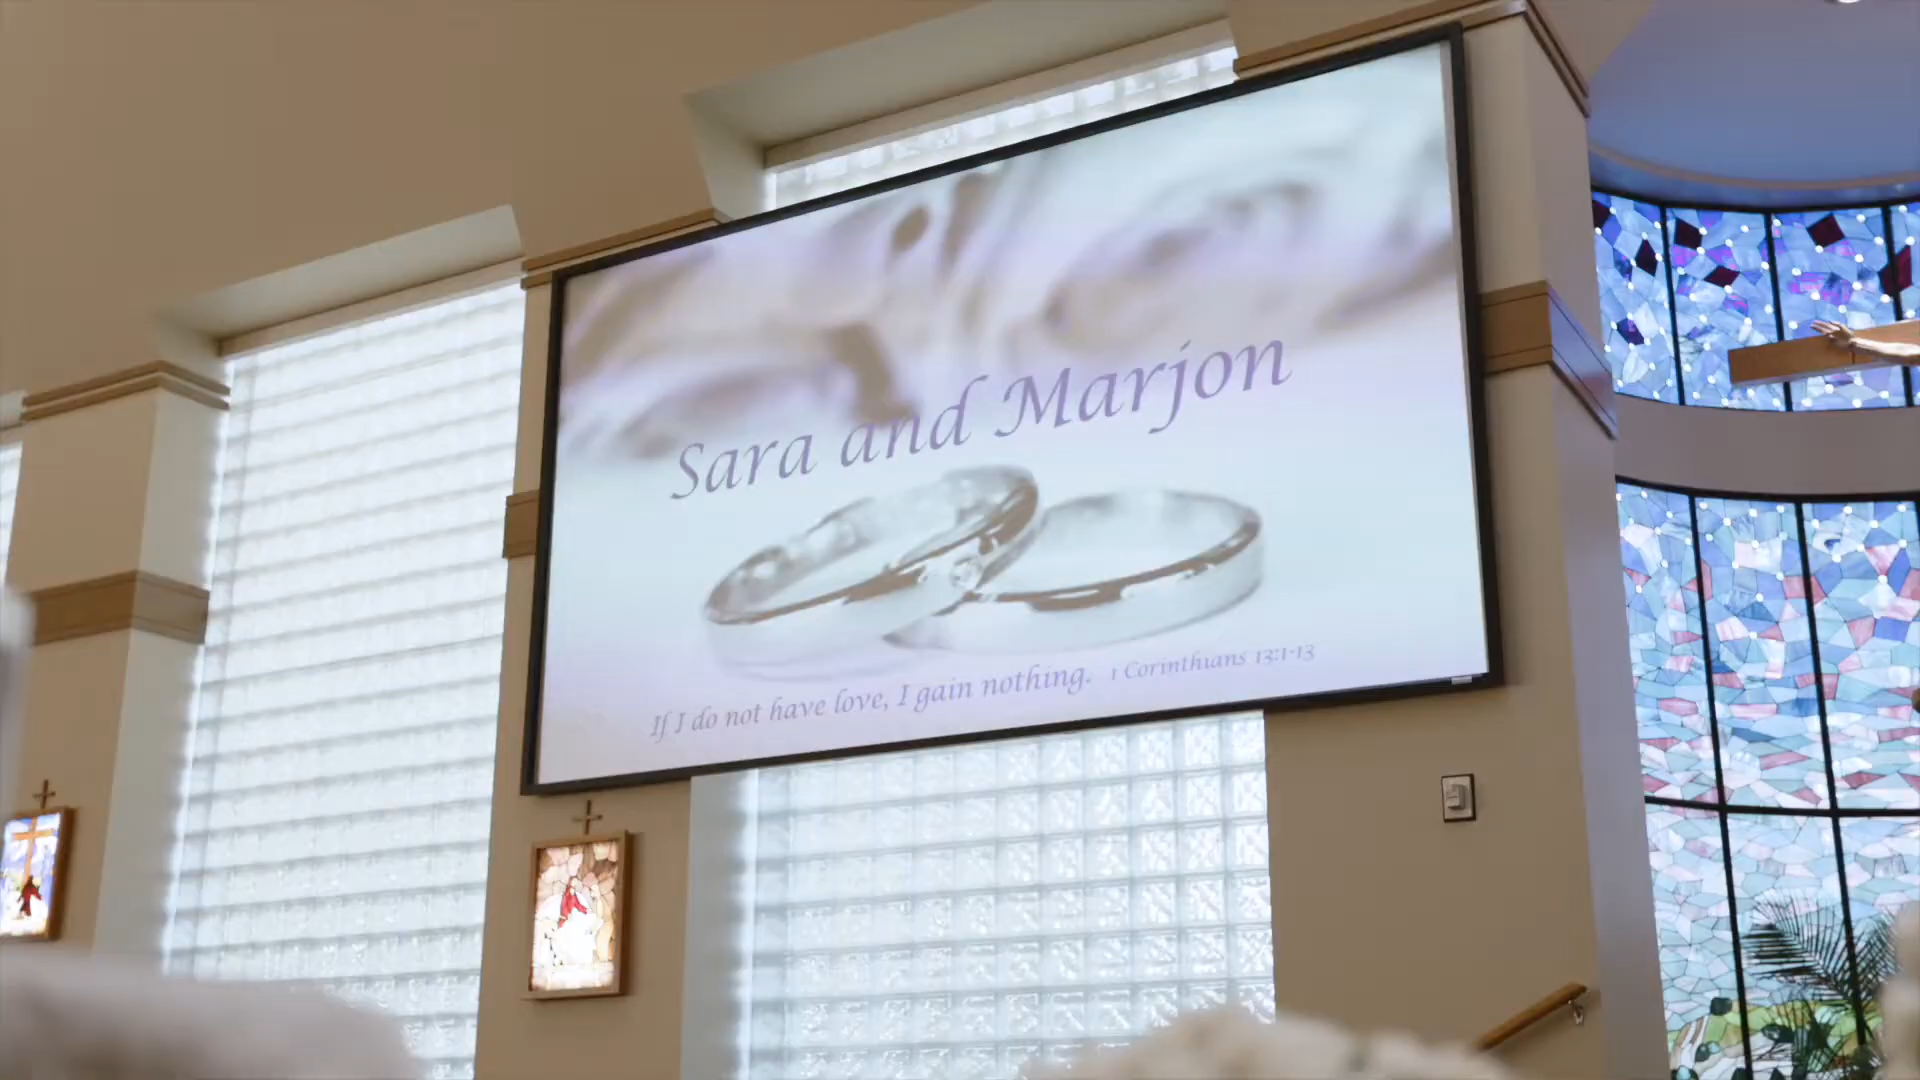 Sara and Marjon
If I do not have love, I gain nothing. 1 Corinthians 13:1-13